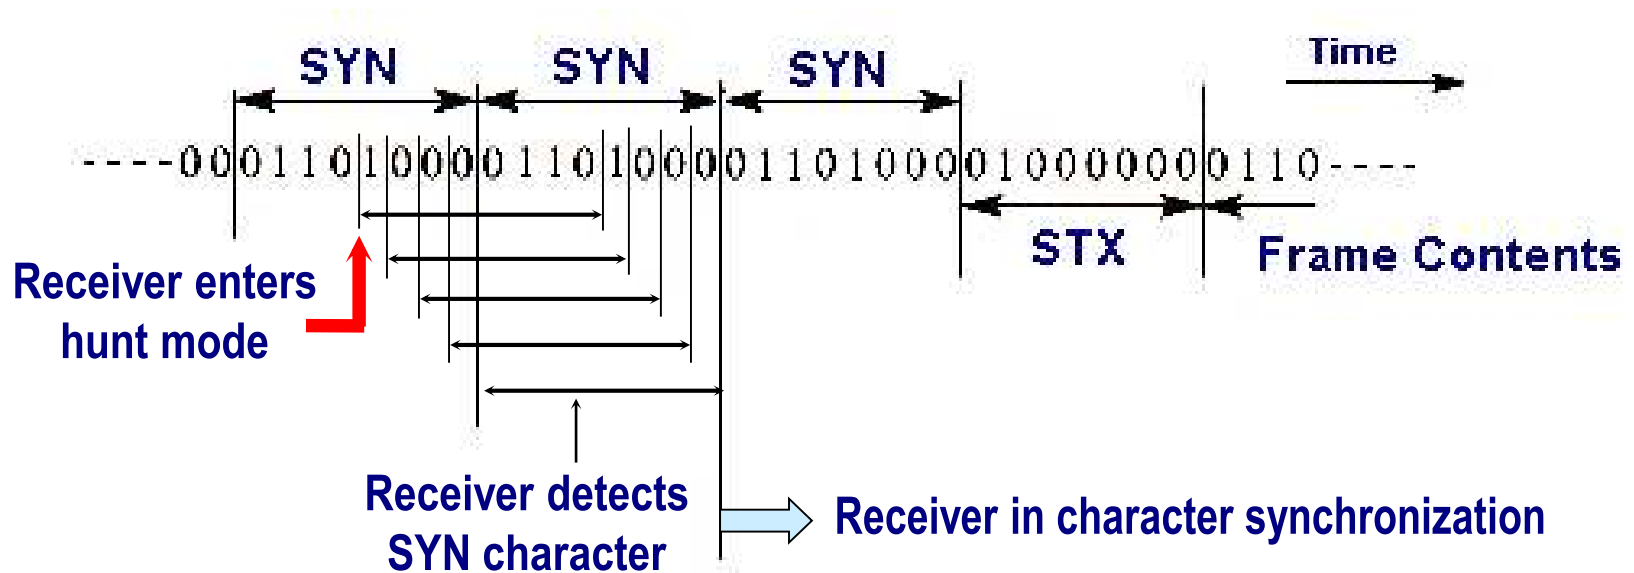 SYN SYN SYN Time
----00011010000110100001101000010000000110----
STX Frame Contents
Receiver enters
hunt mode
Receiver detects
SYN character
Receiver in character synchronization